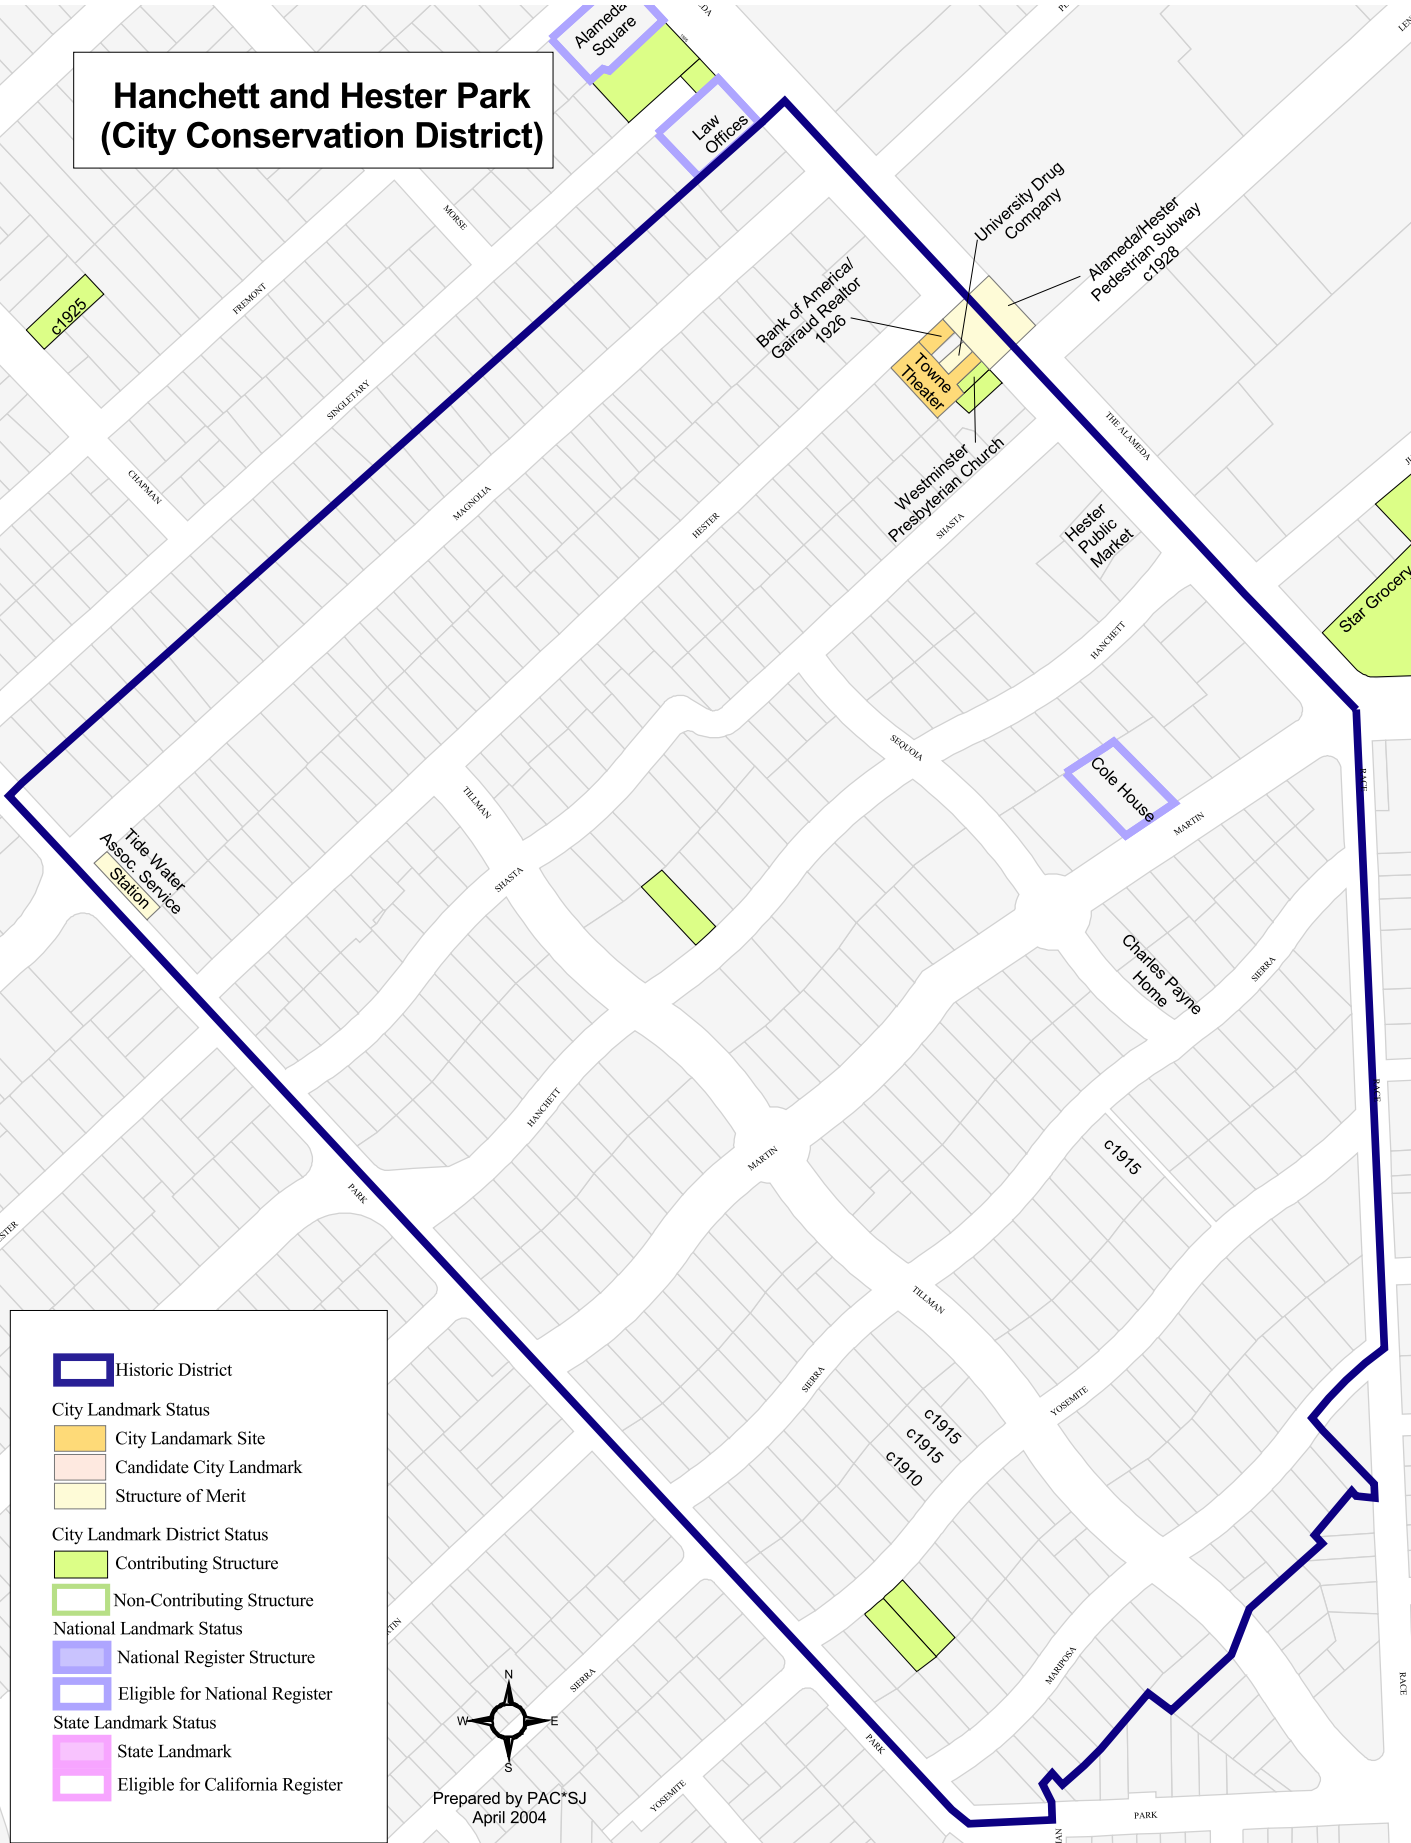 Hanchett and Hester Park
(City Conservation District)
Alameda
Square
Law
Offices
University Drug
Company
Alameda/Hester
Pedestrian Subway
c1928
Bank of America/
Gairaud Realtor
1926
Towne
Theater
Westminster
Presbyterian Church
Hester
Public
Market
Star Grocery
c1925
MORSE
FREMONT
SINGLETARY
CHAPMAN
MAGNOLIA
HESTER
SHASTA
THE ALAMEDA
HANCHETT
SEQUOIA
Cole House
MARTIN
RACE
TILLMAN
SHASTA
Tide Water
Assoc. Service
Station
Charles Payne
Home
SIERRA
HANCHETT
RACE
MARTIN
c1915
PARK
TILLMAN
SIERRA
YOSEMITE
c1915
c1915
c1910
MARIPOSA
RACE
SIERRA
PARK
YOSEMITE
PARK
Historic District
City Landmark Status
City Landamark Site
Candidate City Landmark
Structure of Merit
City Landmark District Status
Contributing Structure
Non-Contributing Structure
National Landmark Status
National Register Structure
Eligible for National Register
State Landmark Status
State Landmark
Eligible for California Register
N
W
E
S
Prepared by PAC*SJ
April 2004